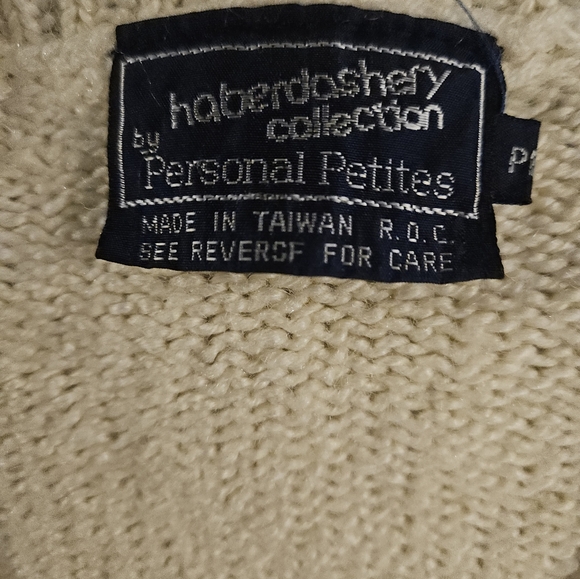 haberdashery
collection
by
Personal Petites
MADE IN TAIWAN R.O.C.
SEE REVERSE FOR CARE